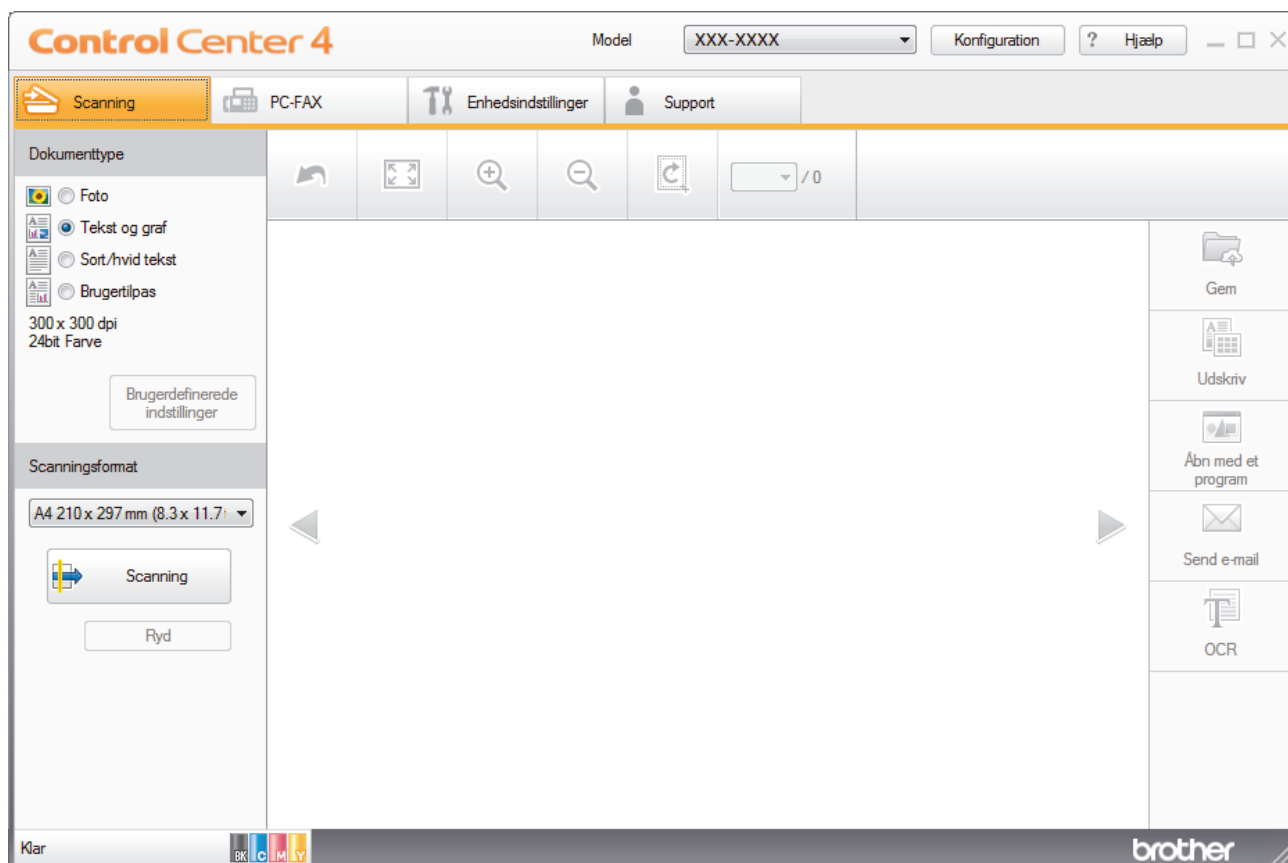 Control Center 4
Model
XXX-XXXX
Konfiguration
? Hjælp
Scanning
PC-FAX
Enhedsindstillinger
Support
Dokumenttype
/ 0
Foto
Tekst og graf
Sort/hvid tekst
Brugertilpas
300 x 300 dpi
24bit Farve
Brugerdefinerede
indstillinger
Scanningsformat
A4 210 x 297 mm (8.3 x 11.7
Scanning
Ryd
Gem
Udskriv
Åbn med et
program
Send e-mail
OCR
Klar
BK C M Y
brother